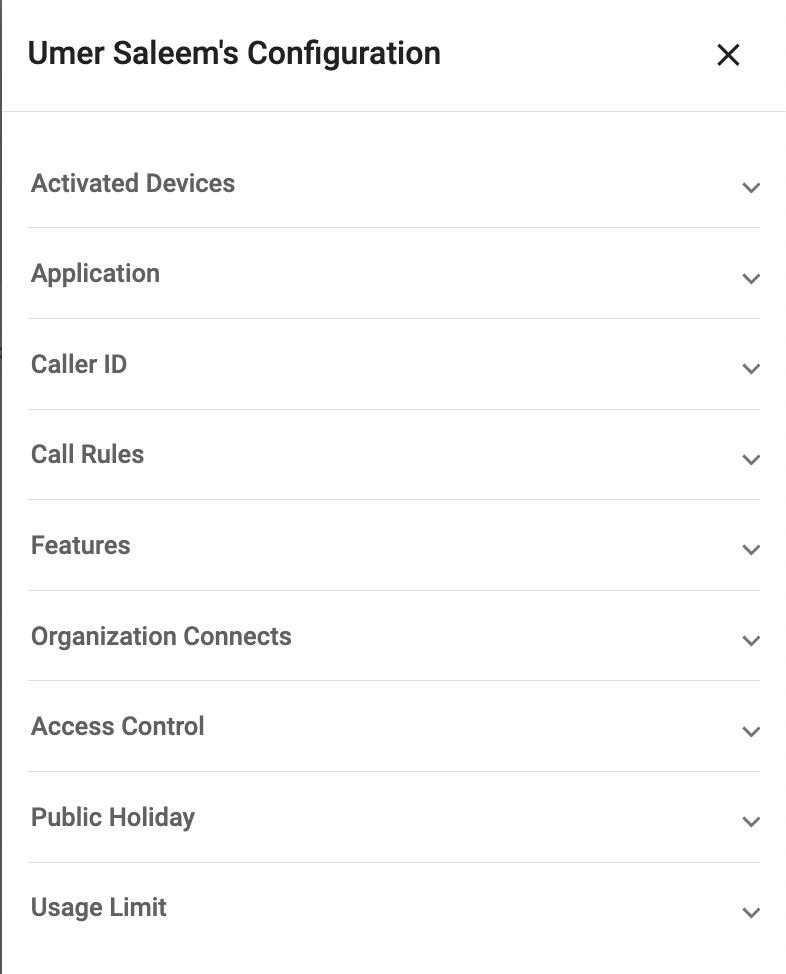 Umer Saleem's Configuration
Activated Devices
Application
Caller ID
Call Rules
Features
Organization Connects
Access Control
Public Holiday
Usage Limit